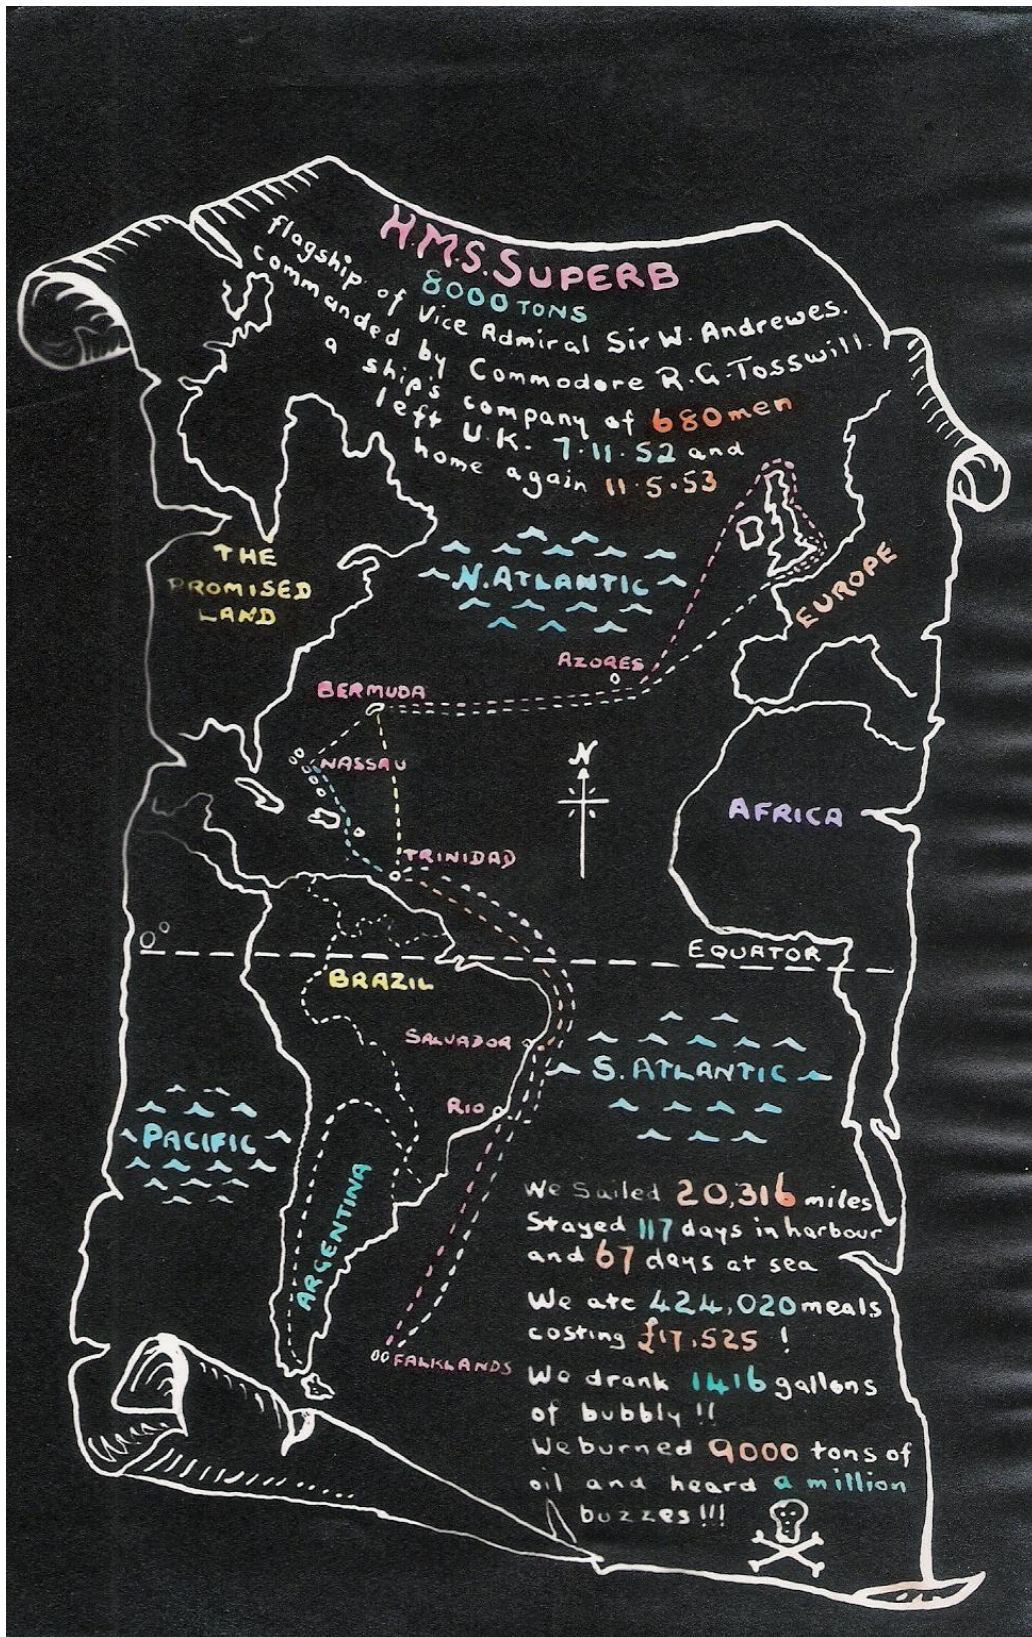 H.M.S. SUPERB
8000 TONS
flagship of Vice Admiral Sir W. Andrewes.
commanded by Commodore R.G. Tosswill.
a ship's company of 680 men
left U.K. 7.11.52 and
home again 11.5.53
THE
PROMISED
LAND
N. ATLANTIC
EUROPE
AZORES
BERMUDA
N
NASSAU
AFRICA
TRINIDAD
EQUATOR
BRAZIL
SALVADOR
S. ATLANTIC
RIO
PACIFIC
ARGENTINA
We Sailed 20,316 miles
Stayed 117 days in harbour
and 67 days at sea
We ate 424,020 meals
costing £17,525 !
FALKLANDS
We drank 1416 gallons
of bubbly !!
We burned 9000 tons of
oil and heard a million
buzzes !!!